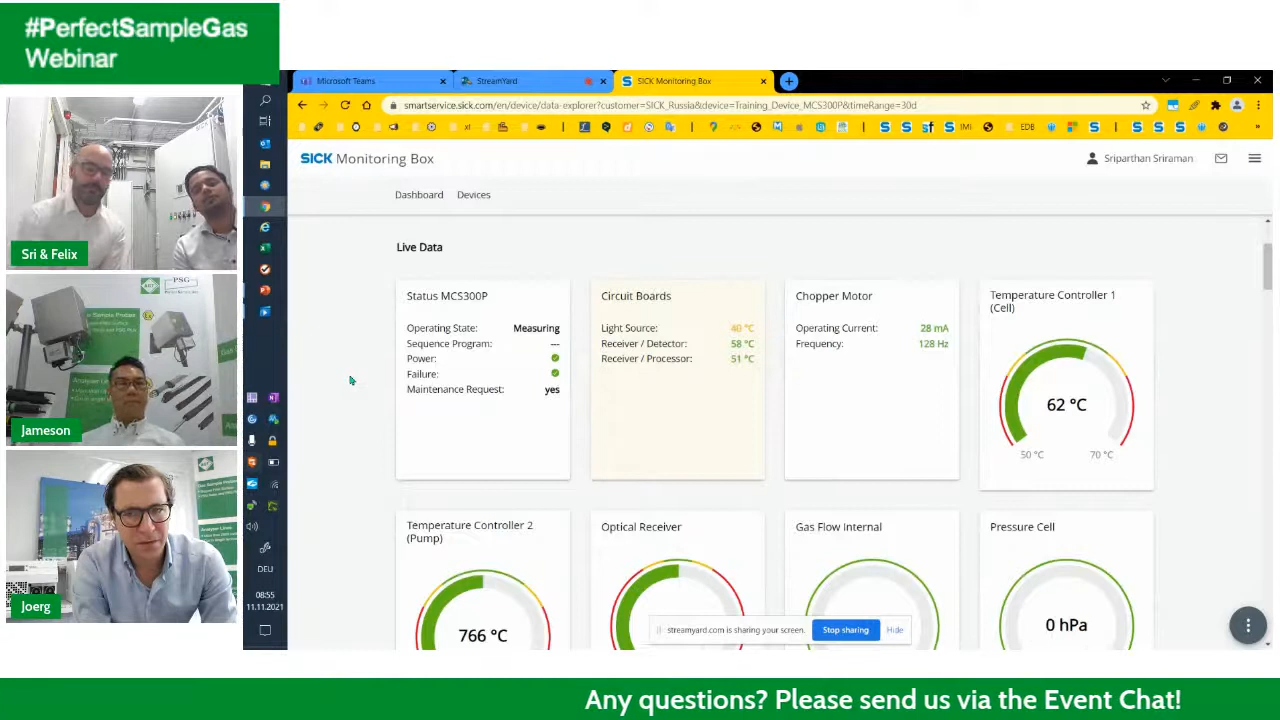 #PerfectSampleGas
Webinar
Microsoft Teams
StreamYard
SICK Monitoring Box
smartservice.sick.com/en/device/data-explorer?customer=SICK_Russia&device=Training_Device_MCS300P&timeRange=30d
EDB
SICK Monitoring Box
Sriparthan Sriraman
Dashboard
Devices
Live Data
Status MCS300P
Operating State: Measuring
Sequence Program: ---
Power:
Failure:
Maintenance Request: yes
Circuit Boards
Light Source: 40 °C
Receiver / Detector: 58 °C
Receiver / Processor: 51 °C
Chopper Motor
Operating Current: 28 mA
Frequency: 128 Hz
Temperature Controller 1
(Cell)
62 °C
50 °C
70 °C
Temperature Controller 2
(Pump)
766 °C
Optical Receiver
Gas Flow Internal
Pressure Cell
0 hPa
streamyard.com is sharing your screen.
Stop sharing
Hide
Sri & Felix
PSG
Jameson
Joerg
DEU
08:55
11.11.2021
Any questions? Please send us via the Event Chat!